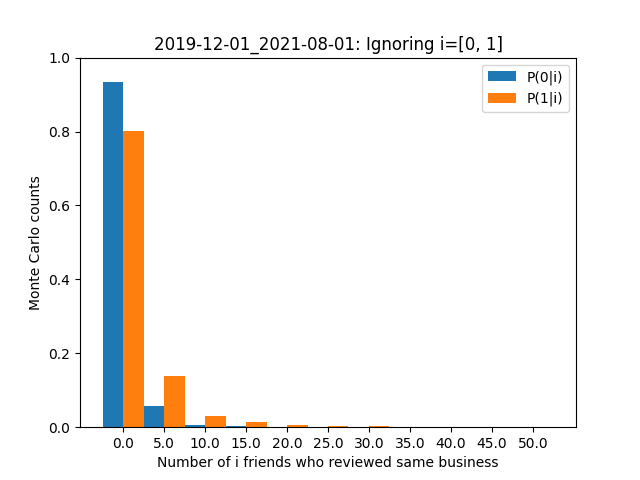 2019-12-01_2021-08-01: Ignoring i=[0, 1]
P(0|i)
P(1|i)
1.0
0.8
0.6
0.4
0.2
0.0
Monte Carlo counts
0.0 5.0 10.0 15.0 20.0 25.0 30.0 35.0 40.0 45.0 50.0
Number of i friends who reviewed same business